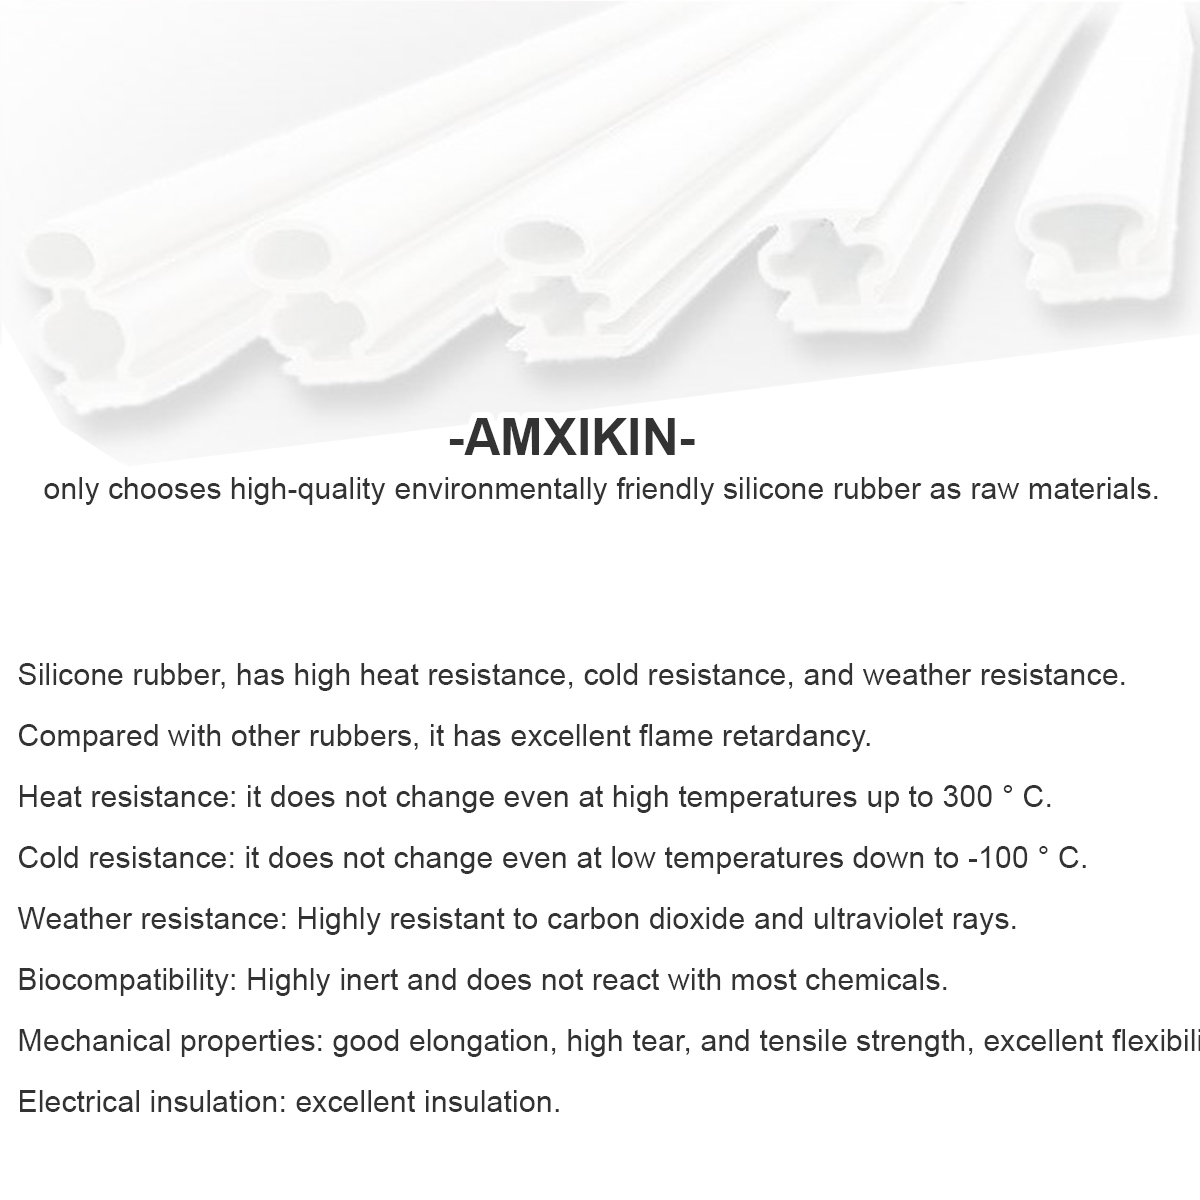 -AMXIKIN-
only chooses high-quality environmentally friendly silicone rubber as raw materials.
Silicone rubber, has high heat resistance, cold resistance, and weather resistance.
Compared with other rubbers, it has excellent flame retardancy.
Heat resistance: it does not change even at high temperatures up to 300 ° C.
Cold resistance: it does not change even at low temperatures down to -100 ° C.
Weather resistance: Highly resistant to carbon dioxide and ultraviolet rays.
Biocompatibility: Highly inert and does not react with most chemicals.
Mechanical properties: good elongation, high tear, and tensile strength, excellent flexibili
Electrical insulation: excellent insulation.